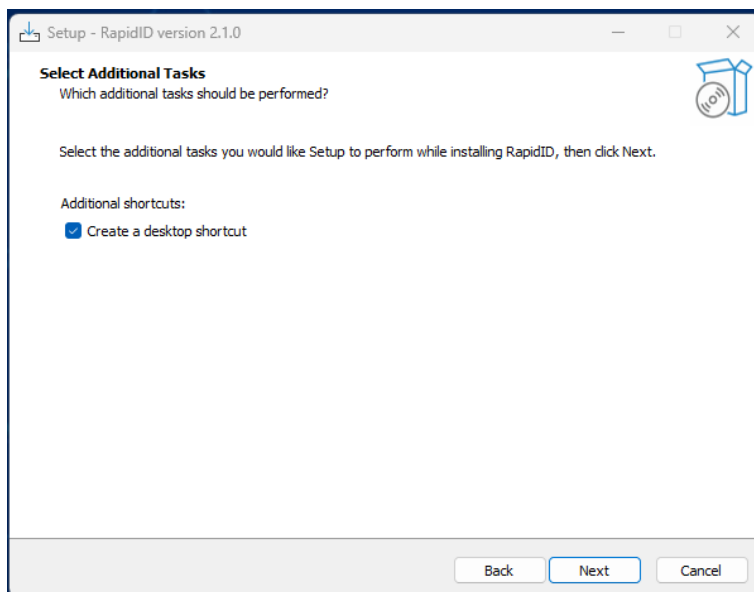 Setup - RapidID version 2.1.0
Select Additional Tasks
Which additional tasks should be performed?
Select the additional tasks you would like Setup to perform while installing RapidID, then click Next.
Additional shortcuts:
Create a desktop shortcut
Back
Next
Cancel